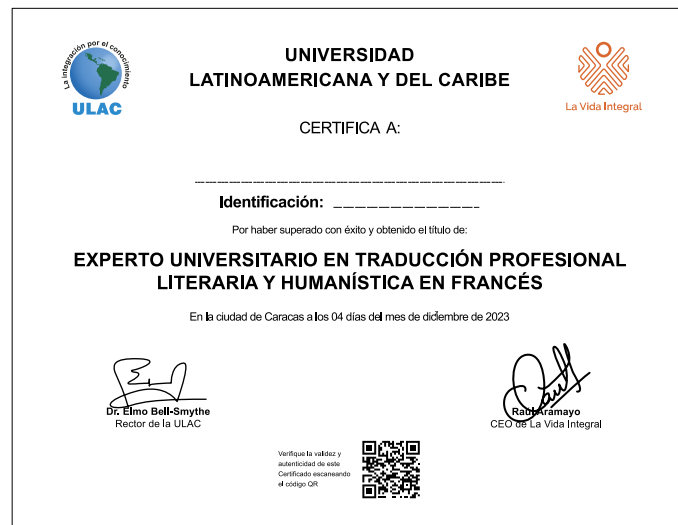 La integración por el conocimiento
ULAC
UNIVERSIDAD
LATINOAMERICANA Y DEL CARIBE
La Vida Integral
CERTIFICA A:
Identificación:
Por haber superado con éxito y obtenido el título de:
EXPERTO UNIVERSITARIO EN TRADUCCIÓN PROFESIONAL
LITERARIA Y HUMANÍSTICA EN FRANCÉS
En la ciudad de Caracas a los 04 días del mes de diciembre de 2023
Dr. Elmo Bell-Smythe
Rector de la ULAC
Raúl Aramayo
CEO de La Vida Integral
Verifique la validez y
autenticidad de este
Certificado escaneando
el código QR